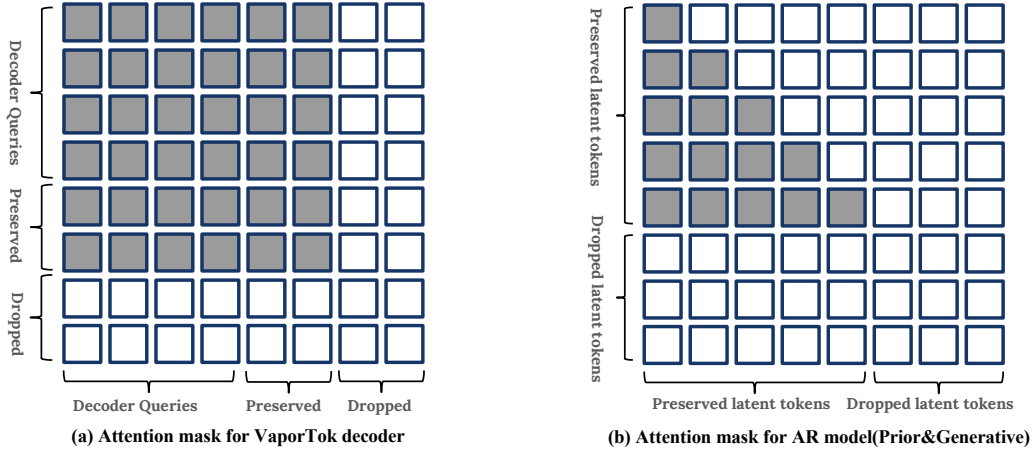 Decoder Queries
Preserved
Dropped
Decoder Queries
Preserved
Dropped
(a) Attention mask for VaporTok decoder
Preserved latent tokens
Dropped latent tokens
Preserved latent tokens
Dropped latent tokens
(b) Attention mask for AR model(Prior&Generative)